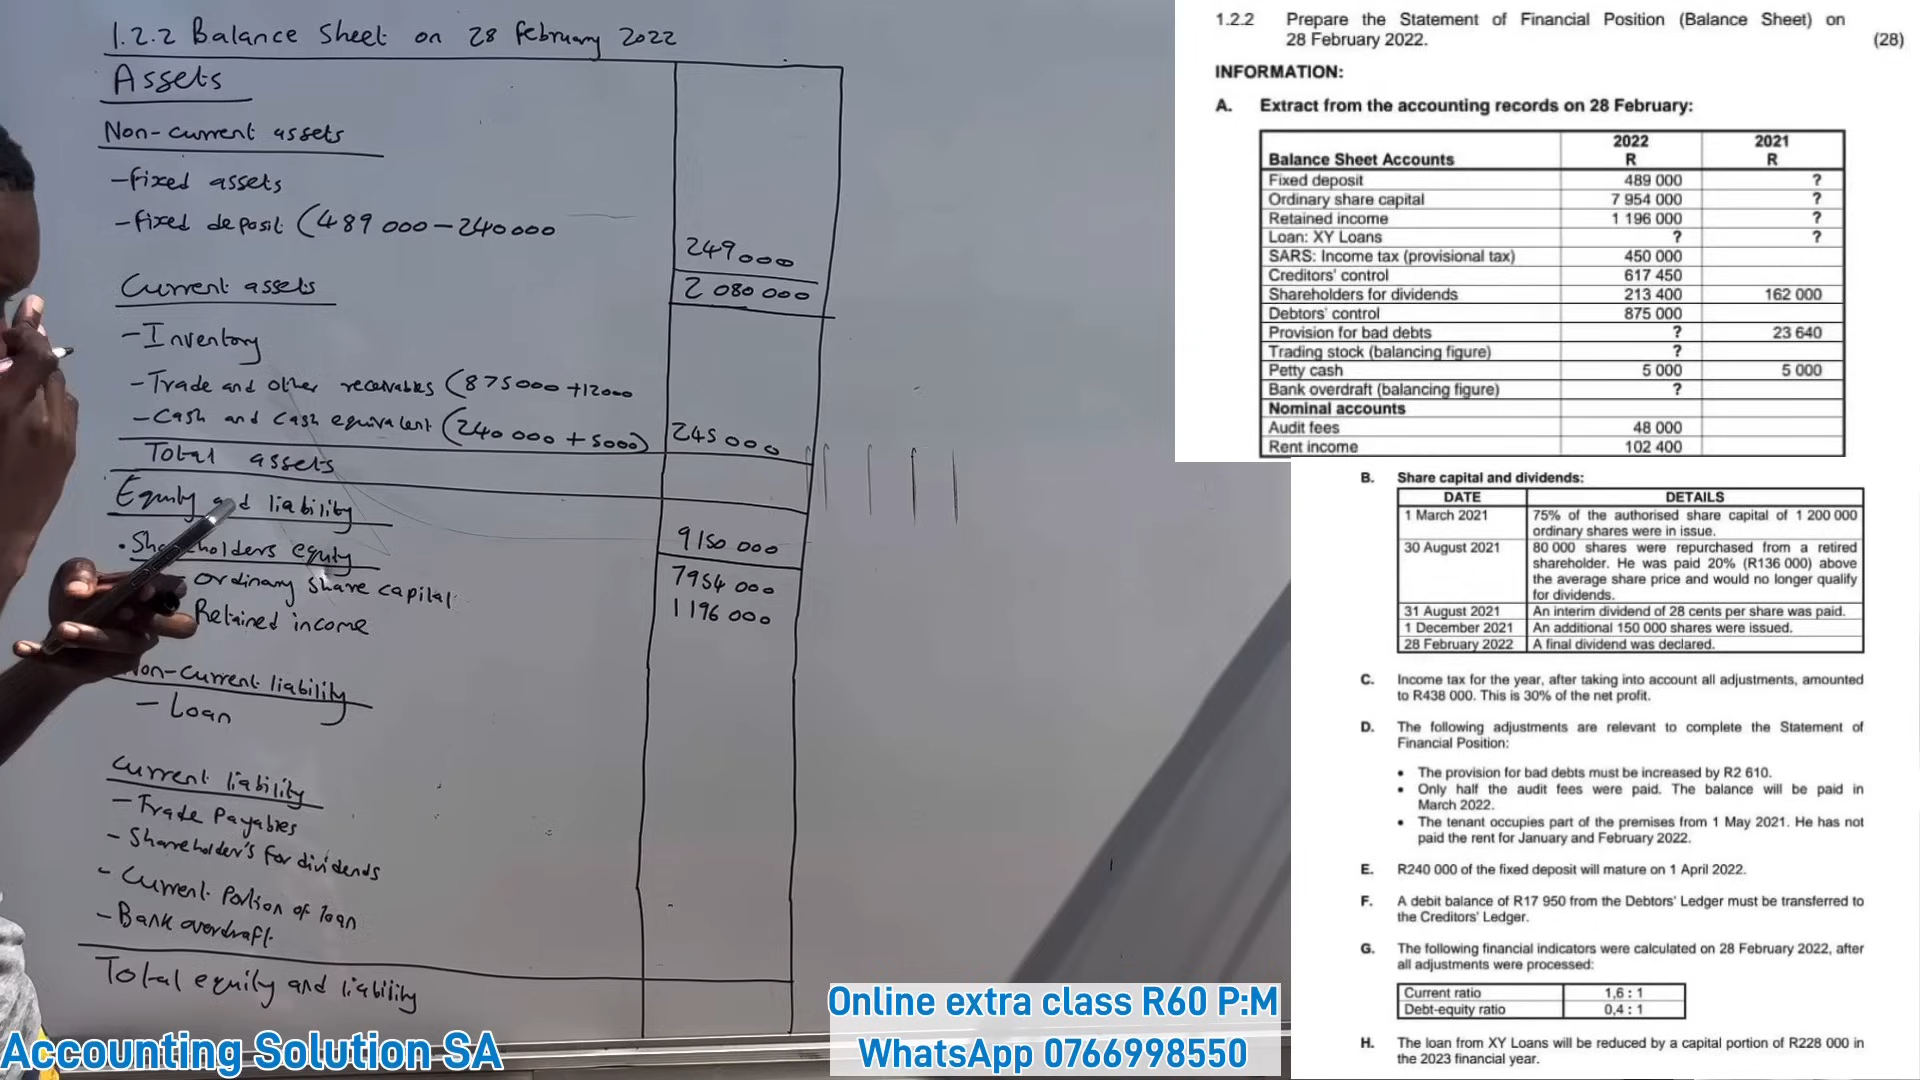 1.2.2 Balance Sheet on 28 February 2022
Assets
Non-current assets
-fixed assets
-fixed deposit (489 000-240000
249000
2 080 000
Current assets
-Inventory
-Trade and other receivables (875000+12000
-Cash and cash equivalent (240 000 + 5000)
245000
Total assets
Equity and liability
9150 000
• Shareholders equity
ordinary share capital
7954 000
Retained income
1196 000
Non-current liability
- Loan
Current liability
- Trade Payables
- Shareholder's for dividends
- Current Portion of loan
- Bank overdraft
Total equity and liability
Accounting Solution SA
Online extra class R60 P:M
WhatsApp 0766998550
1.2.2 Prepare the Statement of Financial Position (Balance Sheet) on
28 February 2022. (28)
INFORMATION:
A. Extract from the accounting records on 28 February:
Balance Sheet Accounts 2022 R 2021 R
Fixed deposit 489 000 ?
Ordinary share capital 7 954 000 ?
Retained income 1 196 000 ?
Loan: XY Loans ? ?
SARS: Income tax (provisional tax) 450 000
Creditors' control 617 450
Shareholders for dividends 213 400 162 000
Debtors' control 875 000
Provision for bad debts ? 23 640
Trading stock (balancing figure) ?
Petty cash 5 000 5 000
Bank overdraft (balancing figure) ?
Nominal accounts
Audit fees 48 000
Rent income 102 400
B. Share capital and dividends:
DATE DETAILS
1 March 2021 75% of the authorised share capital of 1 200 000
ordinary shares were in issue.
30 August 2021 80 000 shares were repurchased from a retired
shareholder. He was paid 20% (R136 000) above
the average share price and would no longer qualify
for dividends.
31 August 2021 An interim dividend of 28 cents per share was paid.
1 December 2021 An additional 150 000 shares were issued.
28 February 2022 A final dividend was declared.
C. Income tax for the year, after taking into account all adjustments, amounted
to R438 000. This is 30% of the net profit.
D. The following adjustments are relevant to complete the Statement of
Financial Position:
• The provision for bad debts must be increased by R2 610.
• Only half the audit fees were paid. The balance will be paid in
March 2022.
• The tenant occupies part of the premises from 1 May 2021. He has not
paid the rent for January and February 2022.
E. R240 000 of the fixed deposit will mature on 1 April 2022.
F. A debit balance of R17 950 from the Debtors' Ledger must be transferred to
the Creditors' Ledger.
G. The following financial indicators were calculated on 28 February 2022, after
all adjustments were processed:
Current ratio 1,6 : 1
Debt-equity ratio 0,4 : 1
H. The loan from XY Loans will be reduced by a capital portion of R228 000 in
the 2023 financial year.